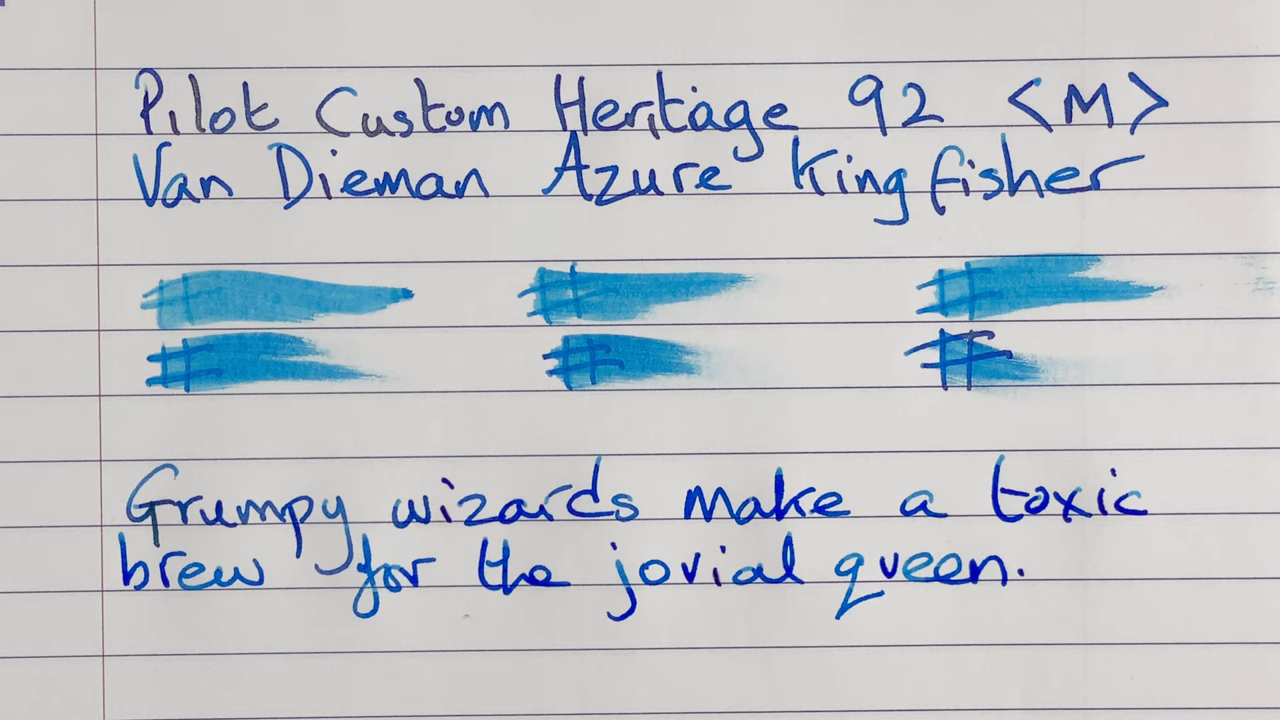 Pilot Custom Heritage 92 <M>
Van Dieman Azure Kingfisher
# # #
# # #
Grumpy wizards make a toxic
brew for the jovial queen.